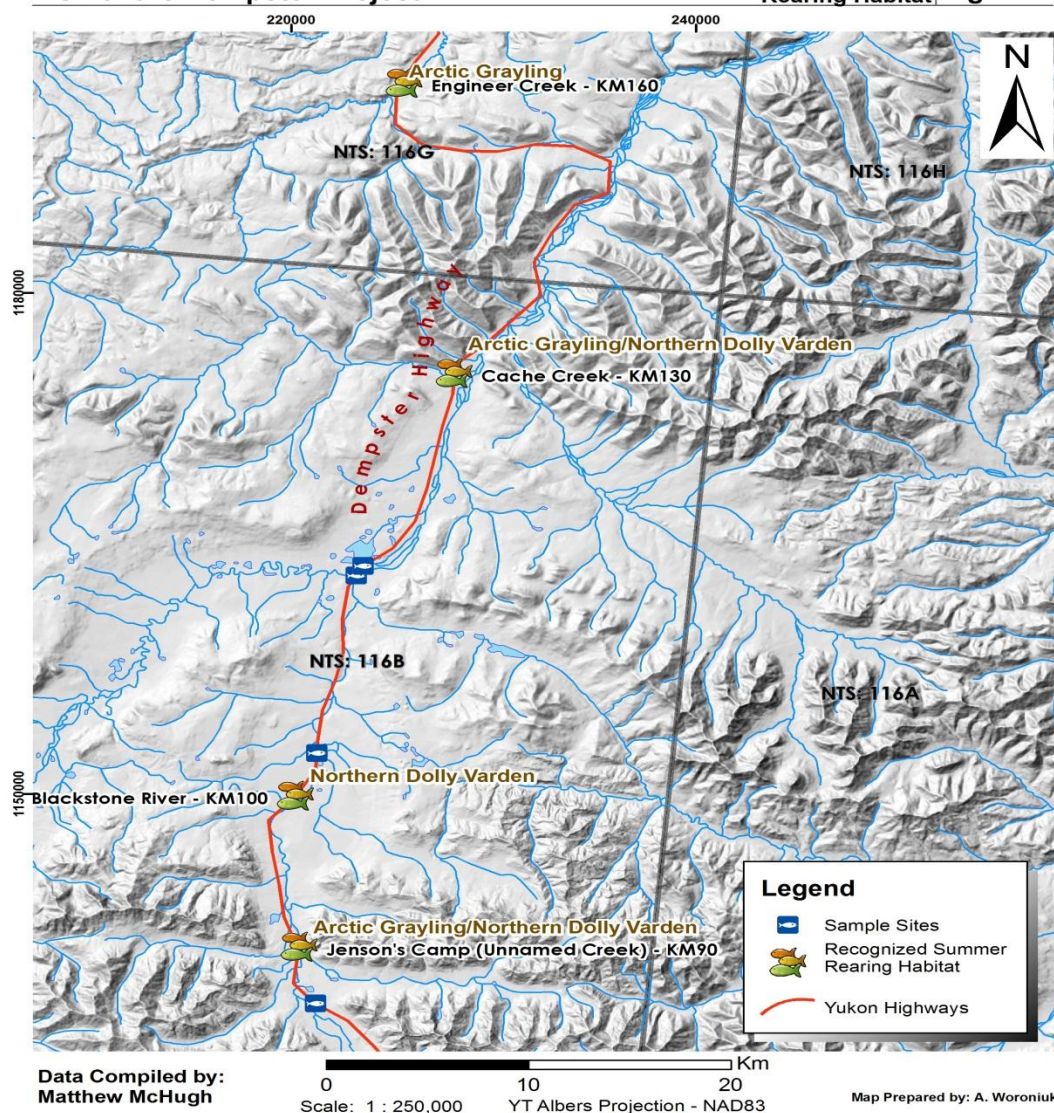 Rearing Habitat
220000
240000
N
Arctic Grayling
Engineer Creek - KM160
NTS: 116G
NTS: 116H
1180000
Dempster Highway
Arctic Grayling/Northern Dolly Varden
Cache Creek - KM130
NTS: 116B
NTS: 116A
Northern Dolly Varden
Blackstone River - KM100
1150000
Arctic Grayling/Northern Dolly Varden
Jenson's Camp (Unnamed Creek) - KM90
Legend
Sample Sites
Recognized Summer
Rearing Habitat
Yukon Highways
Data Compiled by:
Matthew McHugh
Km
0 10 20
Scale: 1 : 250,000 YT Albers Projection - NAD83
Map Prepared by: A. Woroniuk